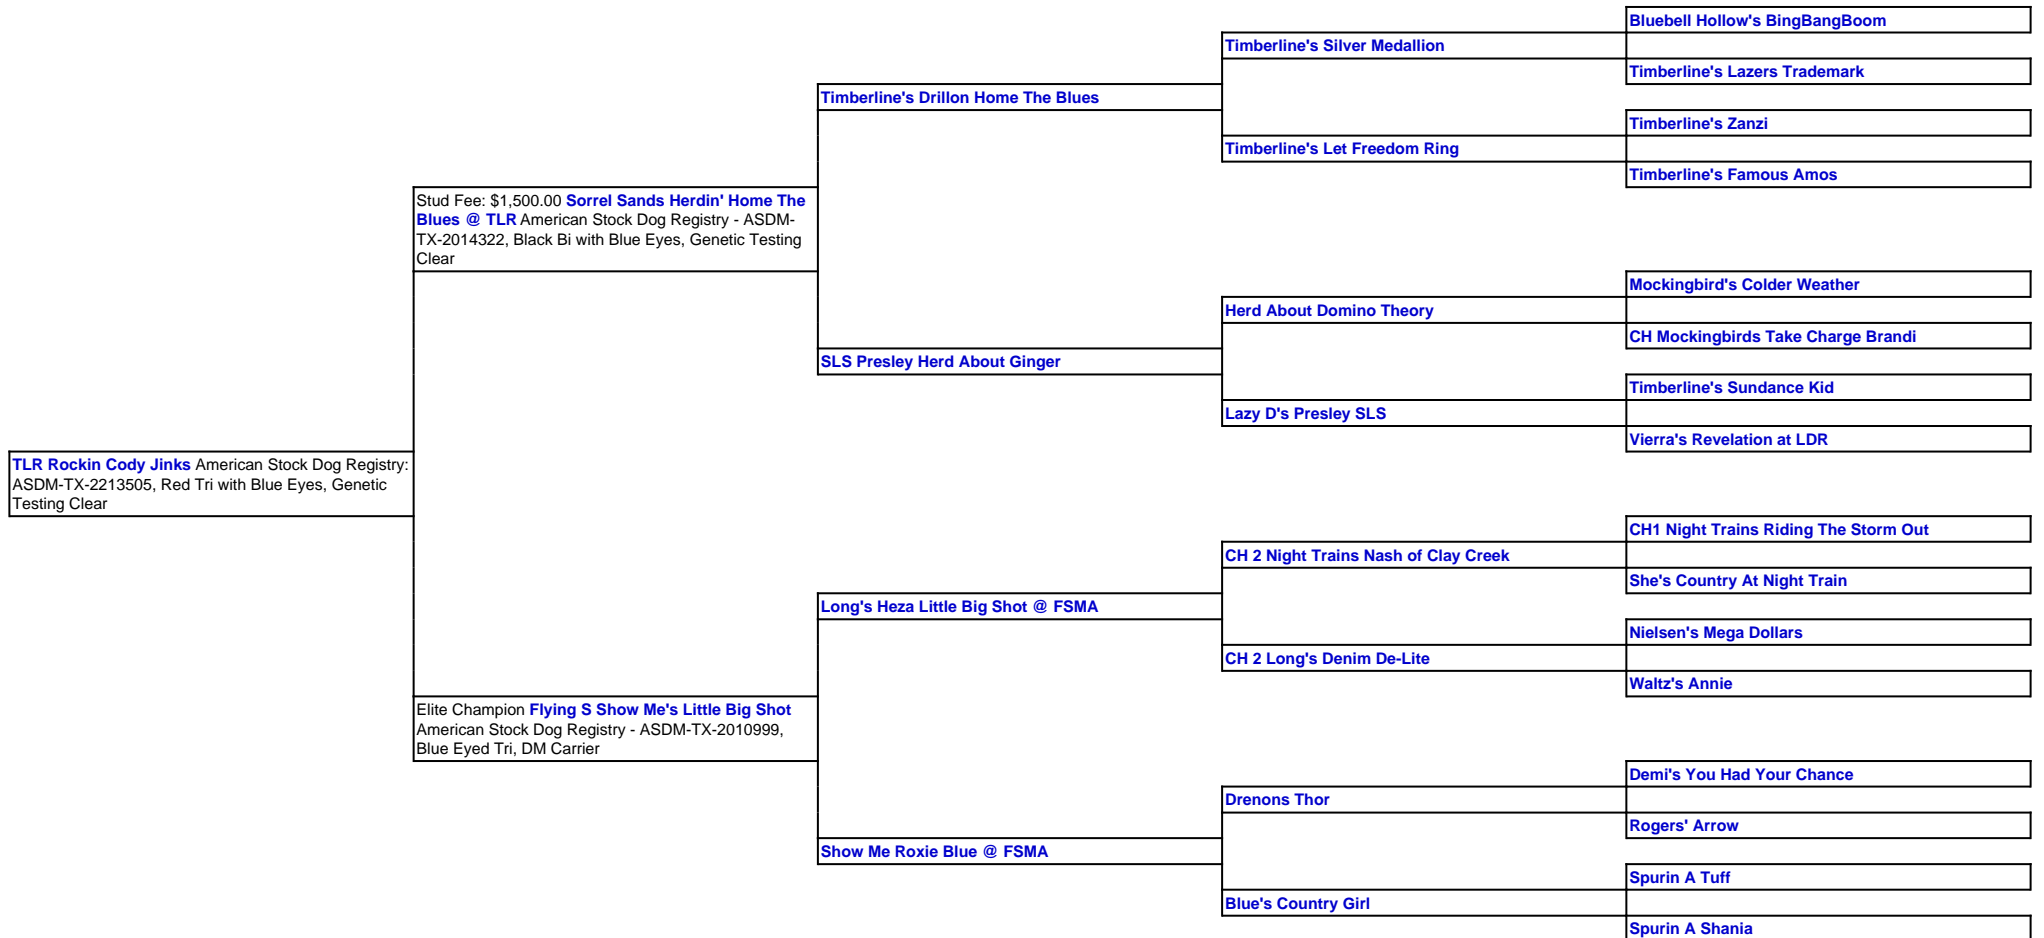 Bluebell Hollow's BingBangBoom
Timberline's Silver Medallion
Timberline's Lazers Trademark
Timberline's Drillon Home The Blues
Timberline's Zanzi
Timberline's Let Freedom Ring
Timberline's Famous Amos
Stud Fee: $1,500.00 Sorrel Sands Herdin' Home The
Blues @ TLR American Stock Dog Registry - ASDM-
TX-2014322, Black Bi with Blue Eyes, Genetic Testing
Clear
Mockingbird's Colder Weather
Herd About Domino Theory
CH Mockingbirds Take Charge Brandi
SLS Presley Herd About Ginger
Timberline's Sundance Kid
Lazy D's Presley SLS
Vierra's Revelation at LDR
TLR Rockin Cody Jinks American Stock Dog Registry:
ASDM-TX-2213505, Red Tri with Blue Eyes, Genetic
Testing Clear
CH1 Night Trains Riding The Storm Out
CH 2 Night Trains Nash of Clay Creek
She's Country At Night Train
Long's Heza Little Big Shot @ FSMA
Nielsen's Mega Dollars
CH 2 Long's Denim De-Lite
Waltz's Annie
Elite Champion Flying S Show Me's Little Big Shot
American Stock Dog Registry - ASDM-TX-2010999,
Blue Eyed Tri, DM Carrier
Demi's You Had Your Chance
Drenons Thor
Rogers' Arrow
Show Me Roxie Blue @ FSMA
Spurin A Tuff
Blue's Country Girl
Spurin A Shania